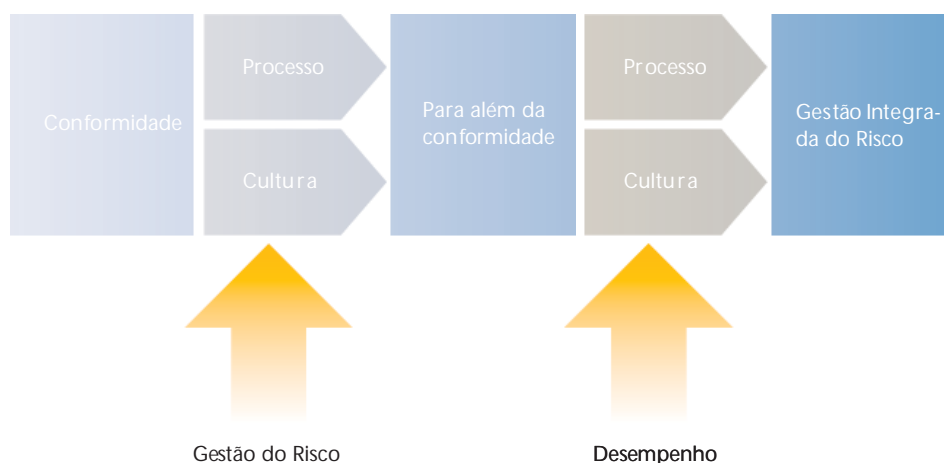 Conformidade
Processo
Cultura
Para além da
conformidade
Processo
Cultura
Gestão Integra-
da do Risco
Gestão do Risco
Desempenho